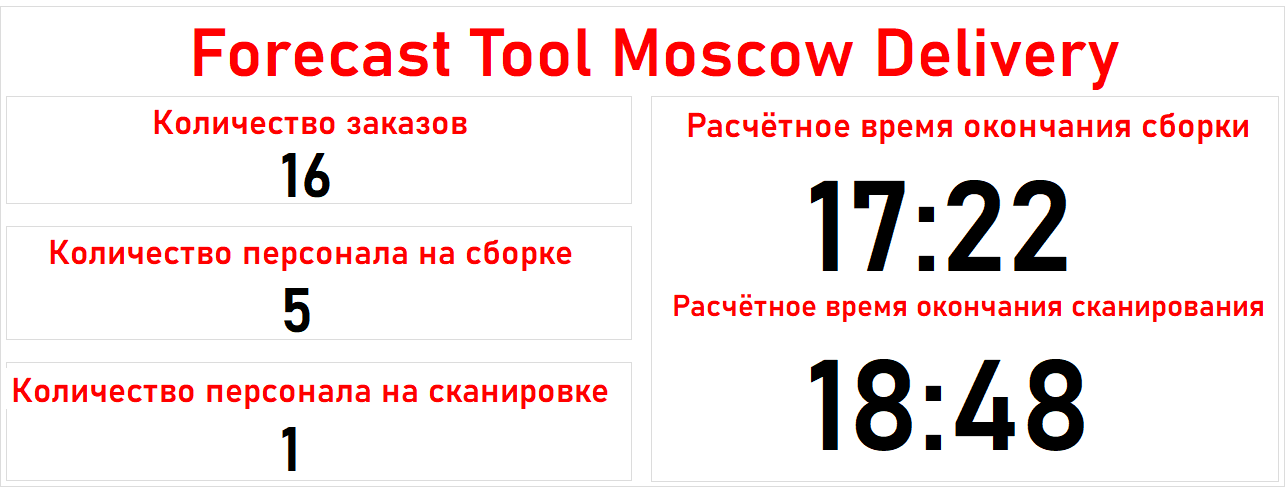 Forecast Tool Moscow Delivery
Количество заказов
16
Количество персонала на сборке
5
Количество персонала на сканировке
1
Расчётное время окончания сборки
17:22
Расчётное время окончания сканирования
18:48